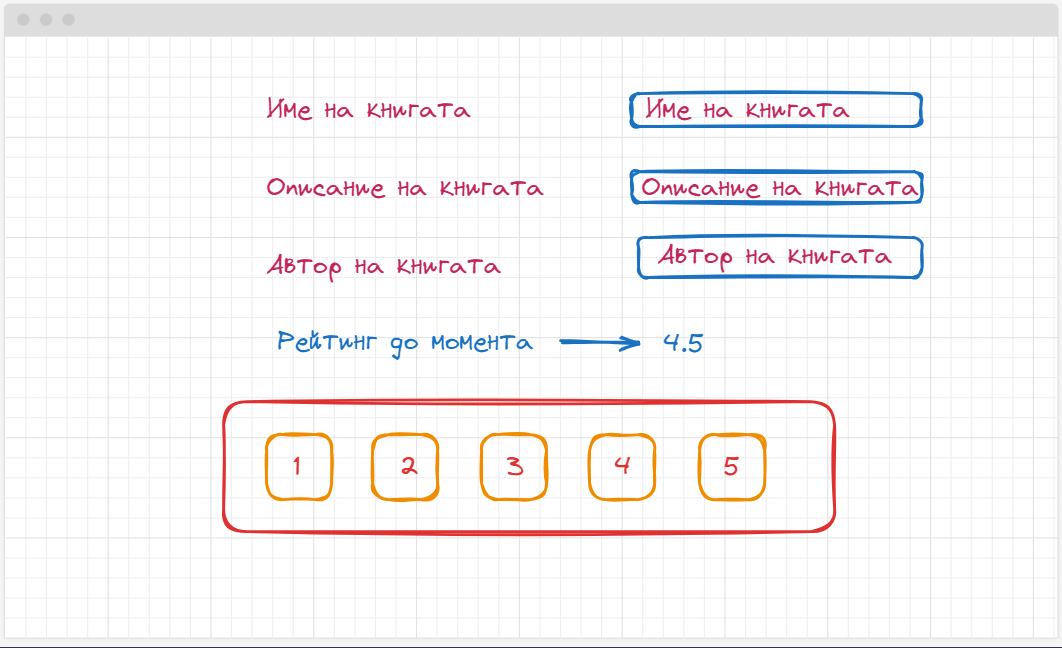 Име на книгата Име на книгата
Описание на книгата Описание на книгата
Автор на книгата Автор на книгата
Рейтинг до момента 4.5
1 2 3 4 5